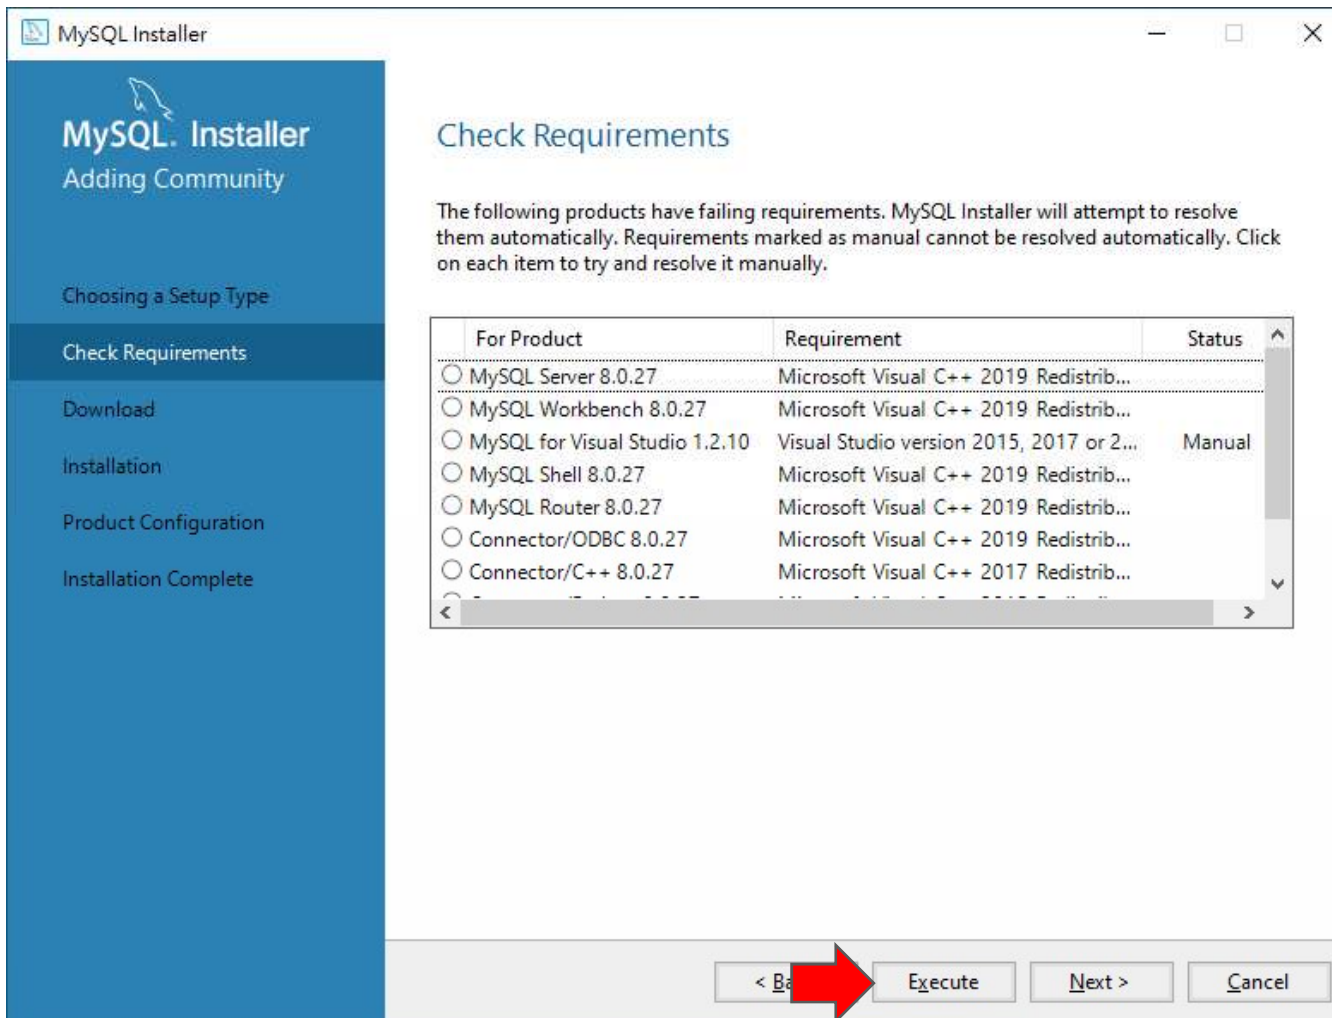 MySQL Installer
MySQL. Installer
Adding Community
Choosing a Setup Type
Check Requirements
Download
Installation
Product Configuration
Installation Complete
Check Requirements
The following products have failing requirements. MySQL Installer will attempt to resolve
them automatically. Requirements marked as manual cannot be resolved automatically. Click
on each item to try and resolve it manually.
For Product Requirement Status
MySQL Server 8.0.27 Microsoft Visual C++ 2019 Redistrib...
MySQL Workbench 8.0.27 Microsoft Visual C++ 2019 Redistrib...
MySQL for Visual Studio 1.2.10 Visual Studio version 2015, 2017 or 2... Manual
MySQL Shell 8.0.27 Microsoft Visual C++ 2019 Redistrib...
MySQL Router 8.0.27 Microsoft Visual C++ 2019 Redistrib...
Connector/ODBC 8.0.27 Microsoft Visual C++ 2019 Redistrib...
Connector/C++ 8.0.27 Microsoft Visual C++ 2017 Redistrib...
< Ba Execute Next > Cancel